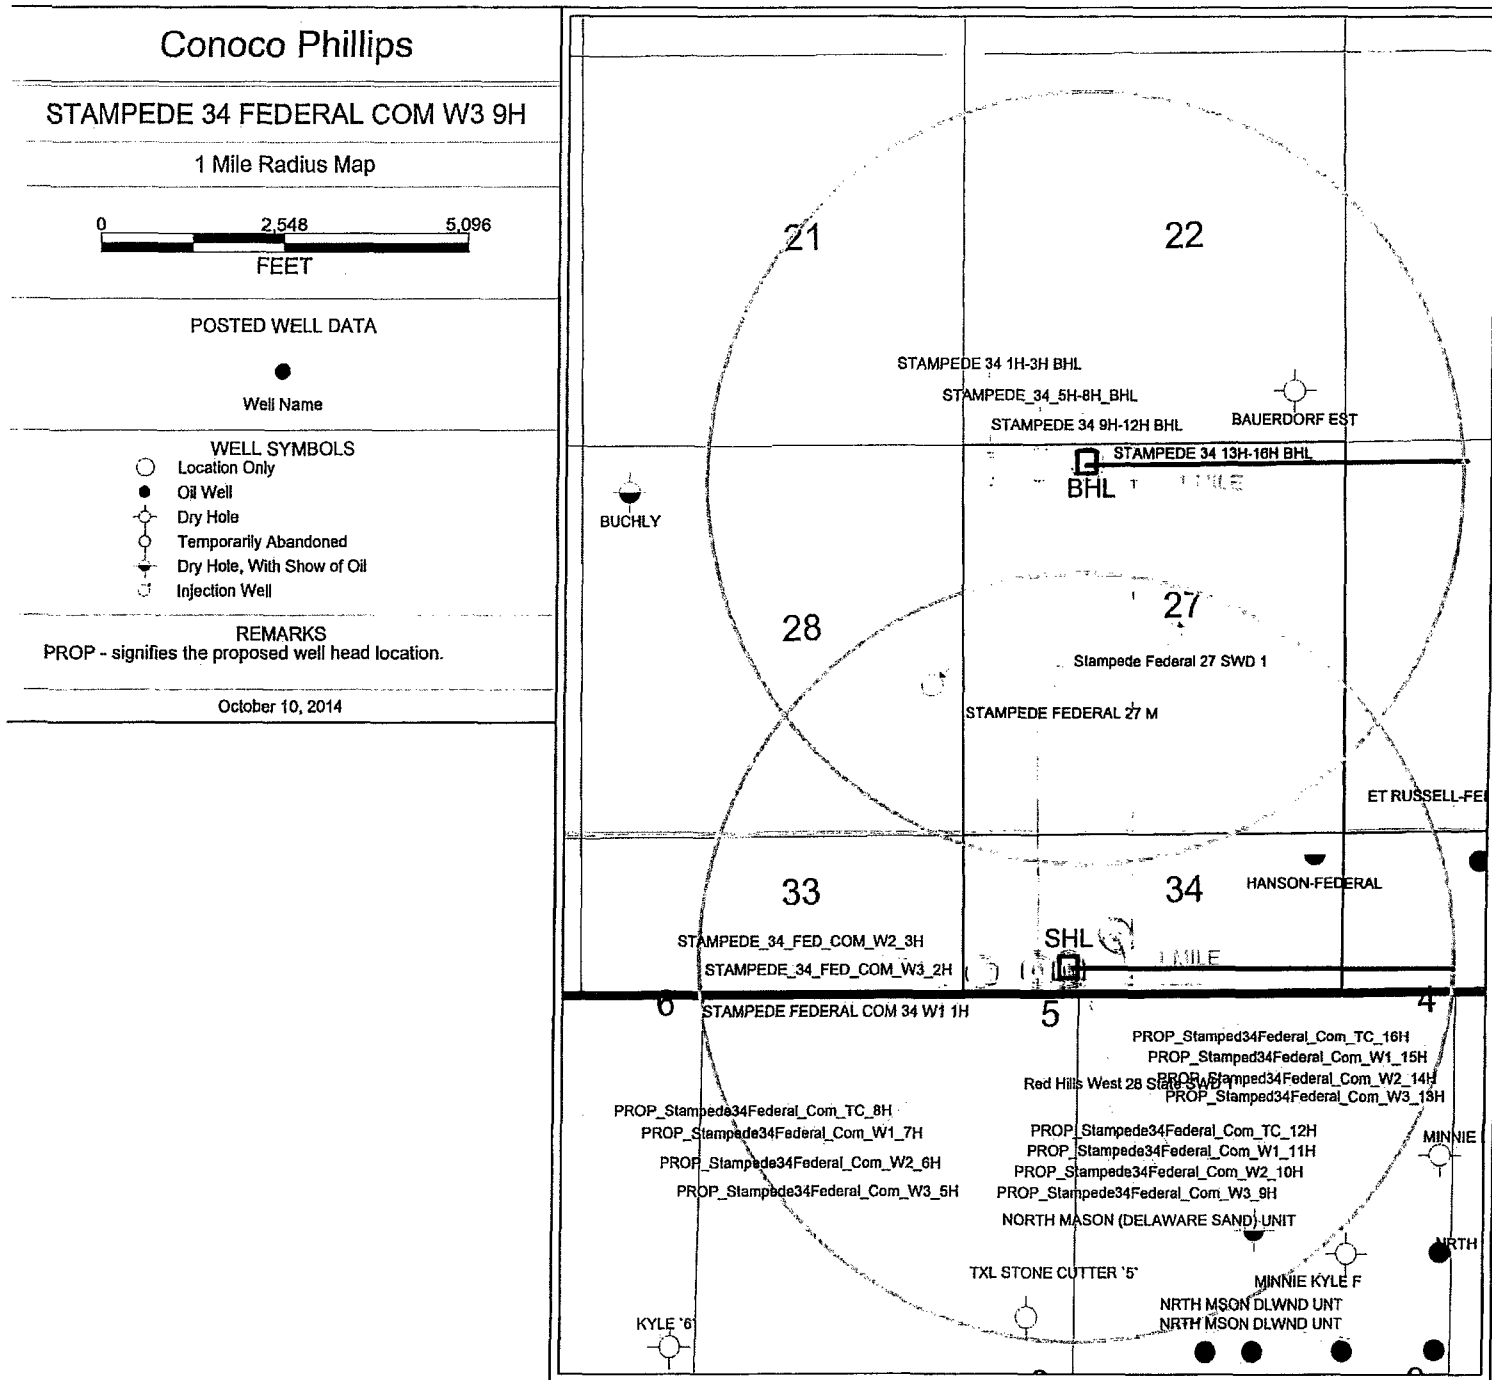 Conoco Phillips
STAMPEDE 34 FEDERAL COM W3 9H
1 Mile Radius Map
0 2,548 5,096
FEET
POSTED WELL DATA
Well Name
WELL SYMBOLS
Location Only
Oil Well
Dry Hole
Temporarily Abandoned
Dry Hole, With Show of Oil
Injection Well
REMARKS
PROP - signifies the proposed well head location.
October 10, 2014
21
22
STAMPEDE 34 1H-3H BHL
STAMPEDE_34_5H-8H_BHL
STAMPEDE 34 9H-12H BHL
BAUERDORF EST
STAMPEDE 34 13H-16H BHL
1 MILE
BHL
BUCHLY
28
27
Stampede Federal 27 SWD 1
STAMPEDE FEDERAL 27 M
ET RUSSELL-FE
HANSON-FEDERAL
33
34
STAMPEDE_34_FED_COM_W2_3H
SHL
STAMPEDE_34_FED_COM_W3_2H
1 MILE
6
STAMPEDE FEDERAL COM 34 W1 1H
5
4
PROP_Stamped34Federal_Com_TC_16H
PROP_Stamped34Federal_Com_W1_15H
Red Hills West 28 State SWD 1
PROP_Stamped34Federal_Com_W2_14H
PROP_Stamped34Federal_Com_W3_13H
PROP_Stampede34Federal_Com_TC_8H
PROP_Stampede34Federal_Com_W1_7H
PROP_Stampede34Federal_Com_W2_6H
PROP_Stampede34Federal_Com_W3_5H
PROP_Stampede34Federal_Com_TC_12H
PROP_Stampede34Federal_Com_W1_11H
PROP_Stampede34Federal_Com_W2_10H
PROP_Stampede34Federal_Com_W3_9H
MINNIE
NORTH MASON (DELAWARE SAND) UNIT
NRTH
TXL STONE CUTTER '5'
MINNIE KYLE F
NRTH MSON DLWND UNT
NRTH MSON DLWND UNT
KYLE '6'